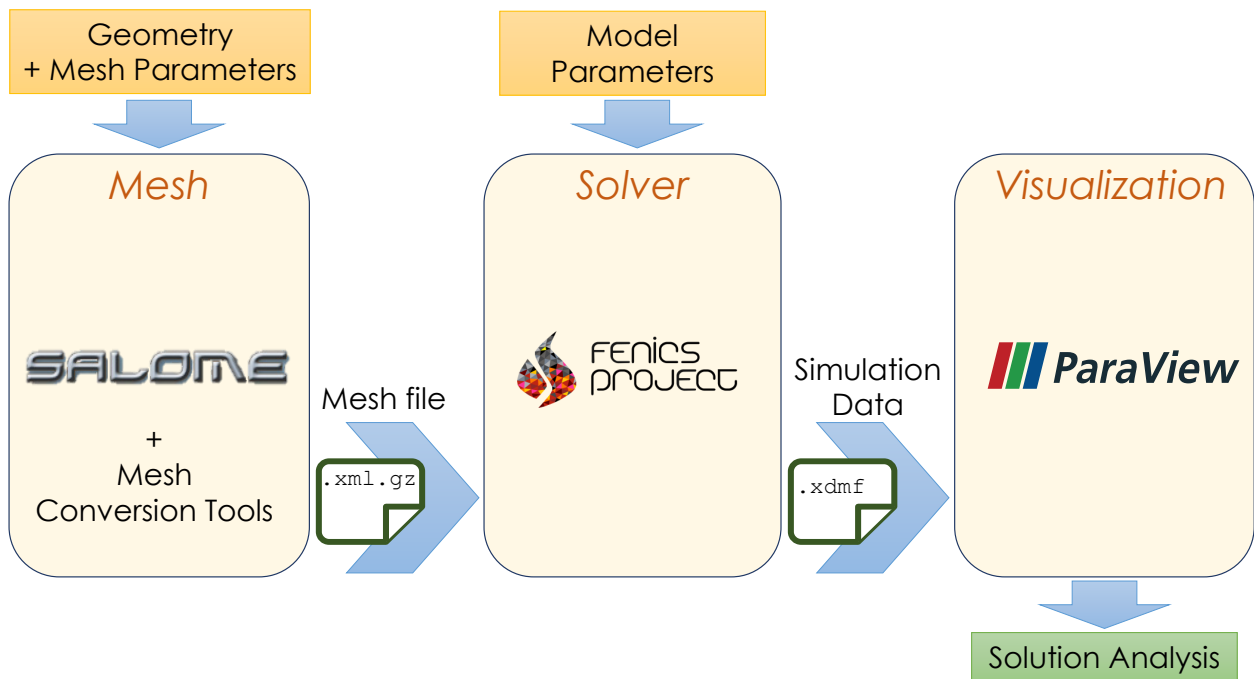 Geometry
+ Mesh Parameters
Model
Parameters
Mesh
SALOME
+
Mesh
Conversion Tools
Mesh file
.xml.gz
Solver
FENICS
PROJECT
Simulation
Data
.xdmf
Visualization
ParaView
Solution Analysis